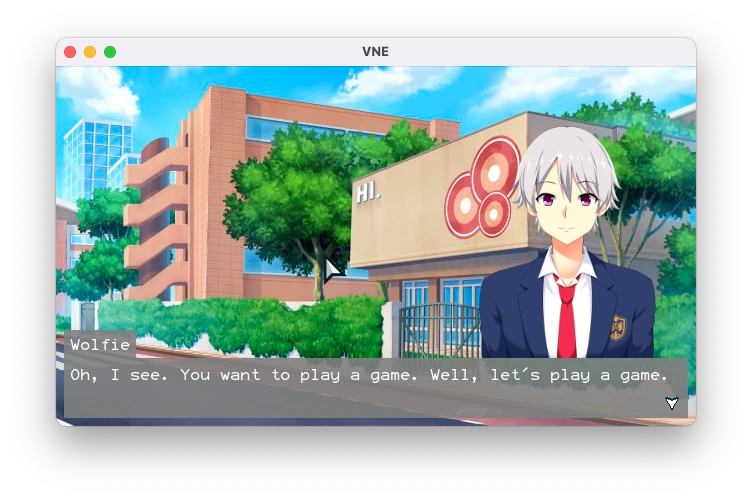 VNE
HI.
Wolfie
Oh, I see. You want to play a game. Well, let´s play a game.